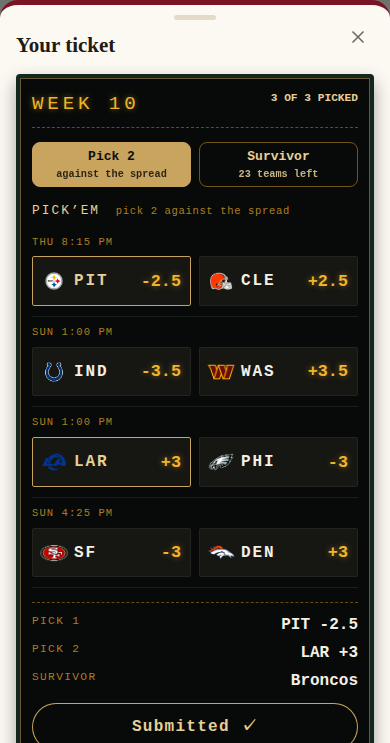 Your ticket
WEEK 10
3 OF 3 PICKED
Pick 2
against the spread
Survivor
23 teams left
PICK’EM pick 2 against the spread
THU 8:15 PM
PIT -2.5 CLE +2.5
SUN 1:00 PM
IND -3.5 WAS +3.5
SUN 1:00 PM
LAR +3 PHI -3
SUN 4:25 PM
SF -3 DEN +3
PICK 1 PIT -2.5
PICK 2 LAR +3
SURVIVOR Broncos
Submitted ✓